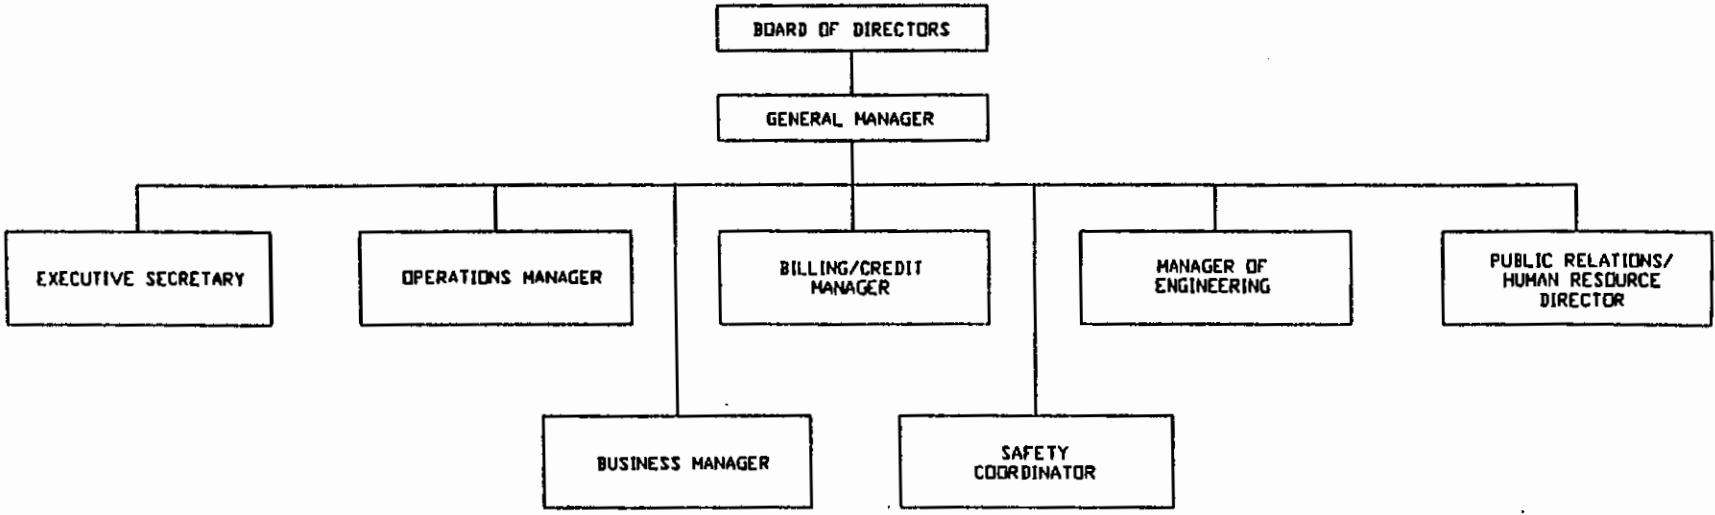 BOARD OF DIRECTORS
GENERAL MANAGER
EXECUTIVE SECRETARY
OPERATIONS MANAGER
BILLING/CREDIT
MANAGER
MANAGER OF
ENGINEERING
PUBLIC RELATIONS/
HUMAN RESOURCE
DIRECTOR
BUSINESS MANAGER
SAFETY
COORDINATOR